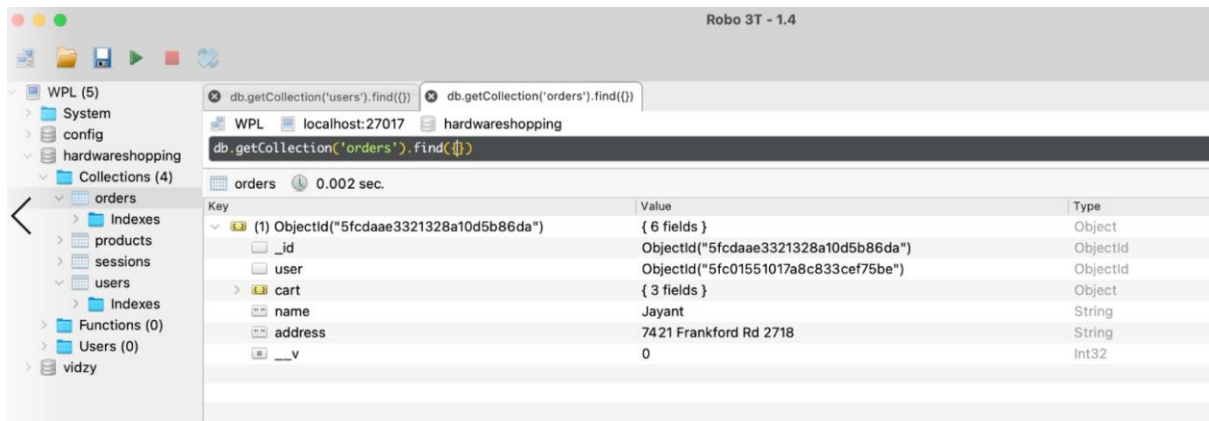 Robo 3T - 1.4
WPL (5)
System
config
hardwareshopping
Collections (4)
orders
Indexes
products
sessions
users
Indexes
Functions (0)
Users (0)
vidzy
db.getCollection('users').find({}) db.getCollection('orders').find({})
WPL localhost:27017 hardwareshopping
db.getCollection('orders').find({})
orders 0.002 sec.
Key Value Type
(1) ObjectId("5fcdaae3321328a10d5b86da") { 6 fields } Object
_id ObjectId("5fcdaae3321328a10d5b86da") ObjectId
user ObjectId("5fc01551017a8c833cef75be") ObjectId
cart { 3 fields } Object
name Jayant String
address 7421 Frankford Rd 2718 String
__v 0 Int32